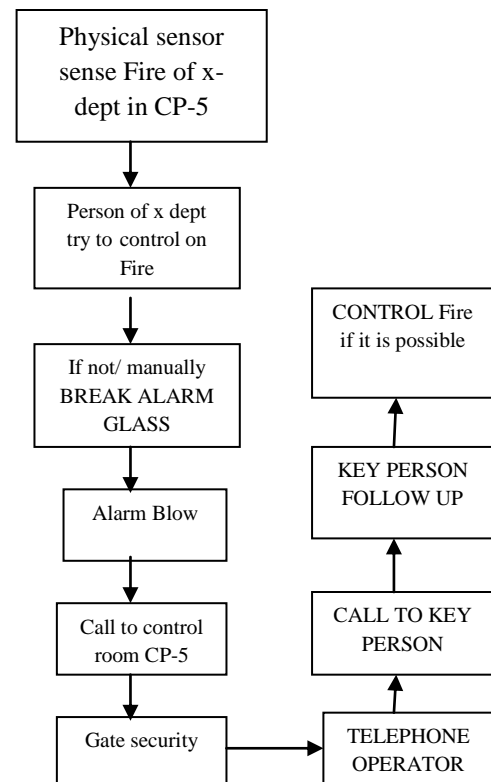 Physical sensor
sense Fire of x-
dept in CP-5
Person of x dept
try to control on
Fire
If not/ manually
BREAK ALARM
GLASS
Alarm Blow
Call to control
room CP-5
Gate security
TELEPHONE
OPERATOR
CALL TO KEY
PERSON
KEY PERSON
FOLLOW UP
CONTROL Fire
if it is possible